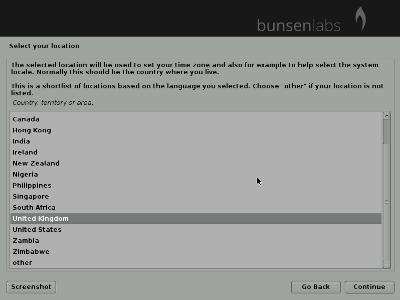 bunsenlabs
Select your location
The selected location will be used to set your time zone and also for example to help select the system
locale. Normally this should be the country where you live.
This is a shortlist of locations based on the language you selected. Choose "other" if your location is not
listed.
Country, territory or area:
Canada
Hong Kong
India
Ireland
New Zealand
Nigeria
Philippines
Singapore
South Africa
United Kingdom
United States
Zambia
Zimbabwe
other
Screenshot
Go Back
Continue